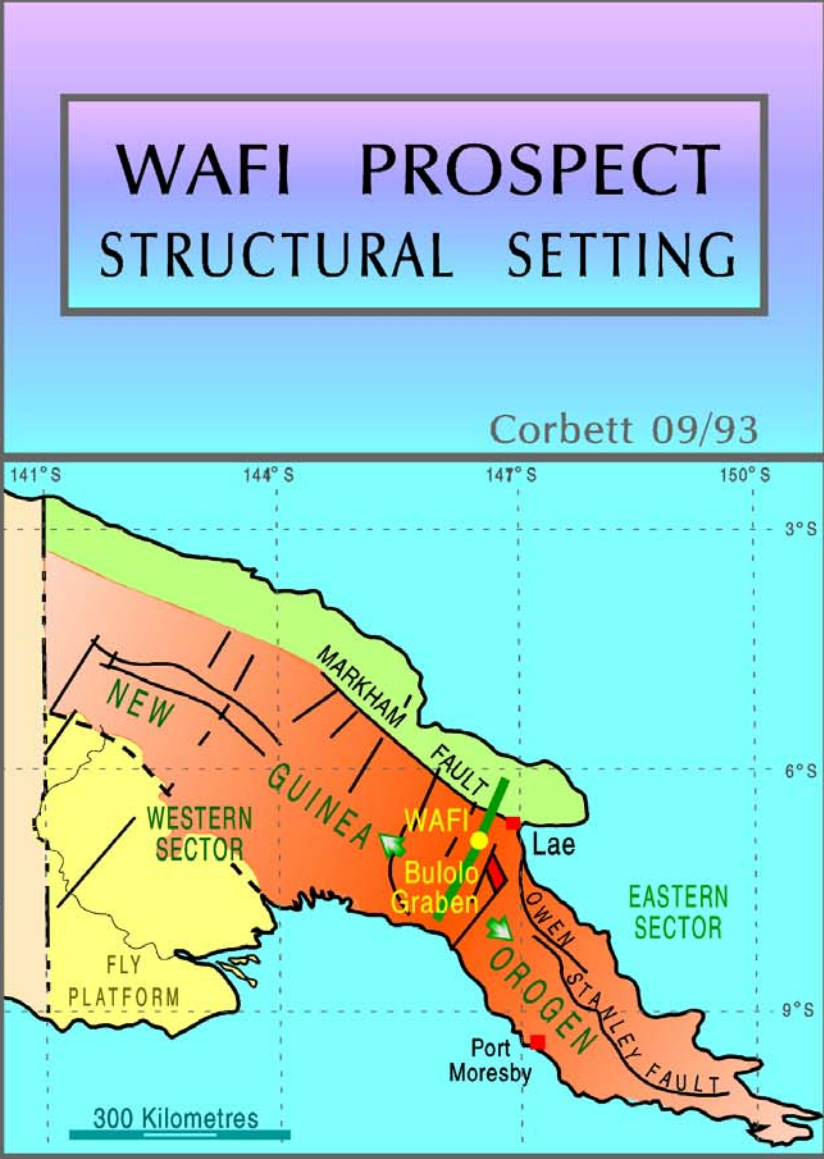 WAFI PROSPECT
STRUCTURAL SETTING
Corbett 09/93
141°S 144°S 147°S 150°S
3°S
MARKHAM
FAULT
NEW
GUINEA
6°S
WESTERN
SECTOR
WAFI
Lae
Bulolo
Graben
EASTERN
SECTOR
OWEN
STANLEY FAULT
OROGEN
FLY
PLATFORM
9°S
Port
Moresby
300 Kilometres